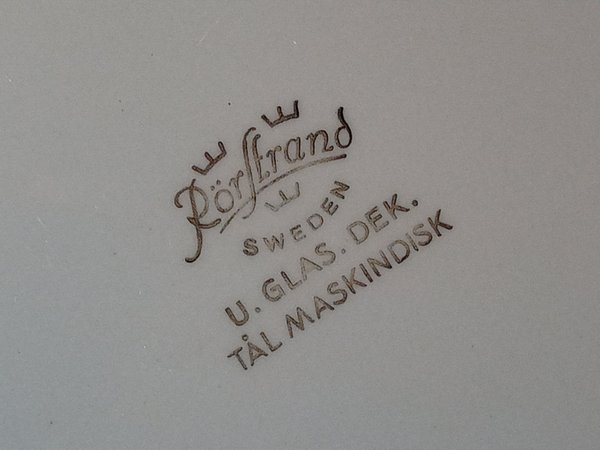 Rörstrand
SWEDEN
U. GLAS. DEK.
TÅL MASKINDISK